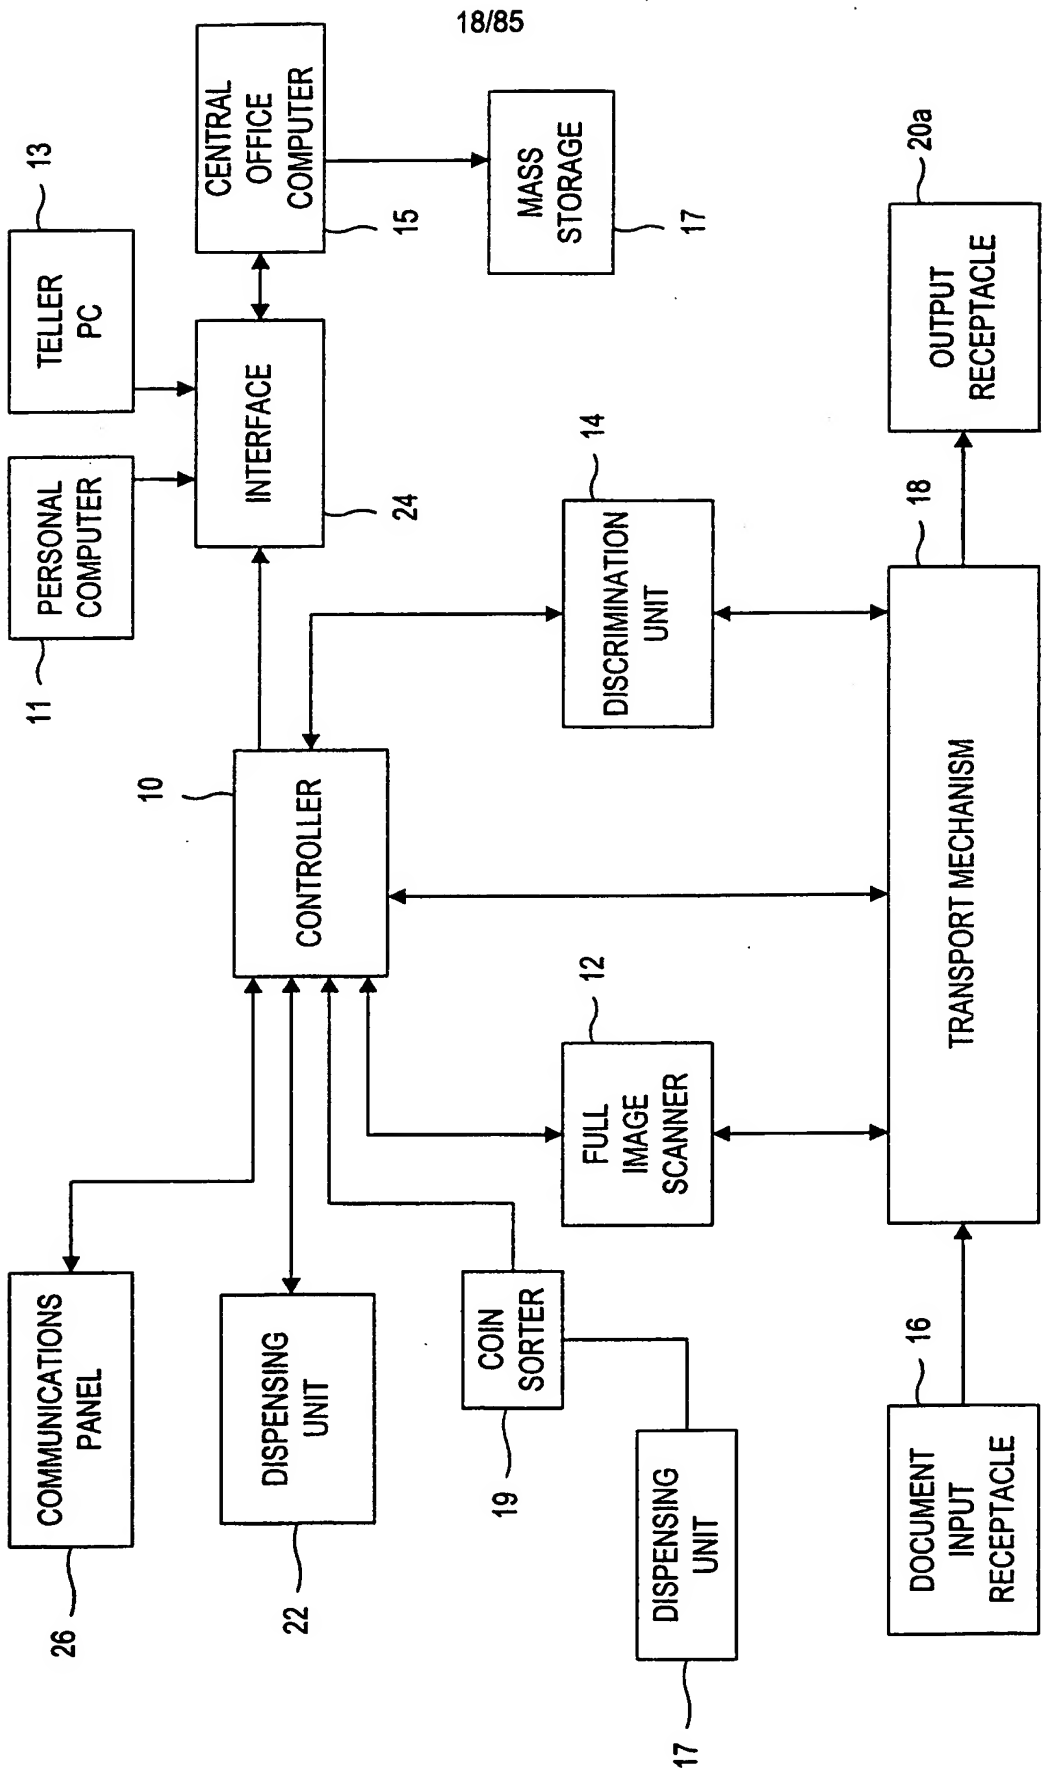 18/85
26
COMMUNICATIONS
PANEL
11
PERSONAL
COMPUTER
TELLER
PC
13
22
DISPENSING
UNIT
10
CONTROLLER
INTERFACE
24
CENTRAL
OFFICE
COMPUTER
15
19
COIN
SORTER
MASS
STORAGE
17
17
DISPENSING
UNIT
FULL
IMAGE
SCANNER
12
DISCRIMINATION
UNIT
14
DOCUMENT
INPUT
RECEPTACLE
16
TRANSPORT MECHANISM
18
OUTPUT
RECEPTACLE
20a